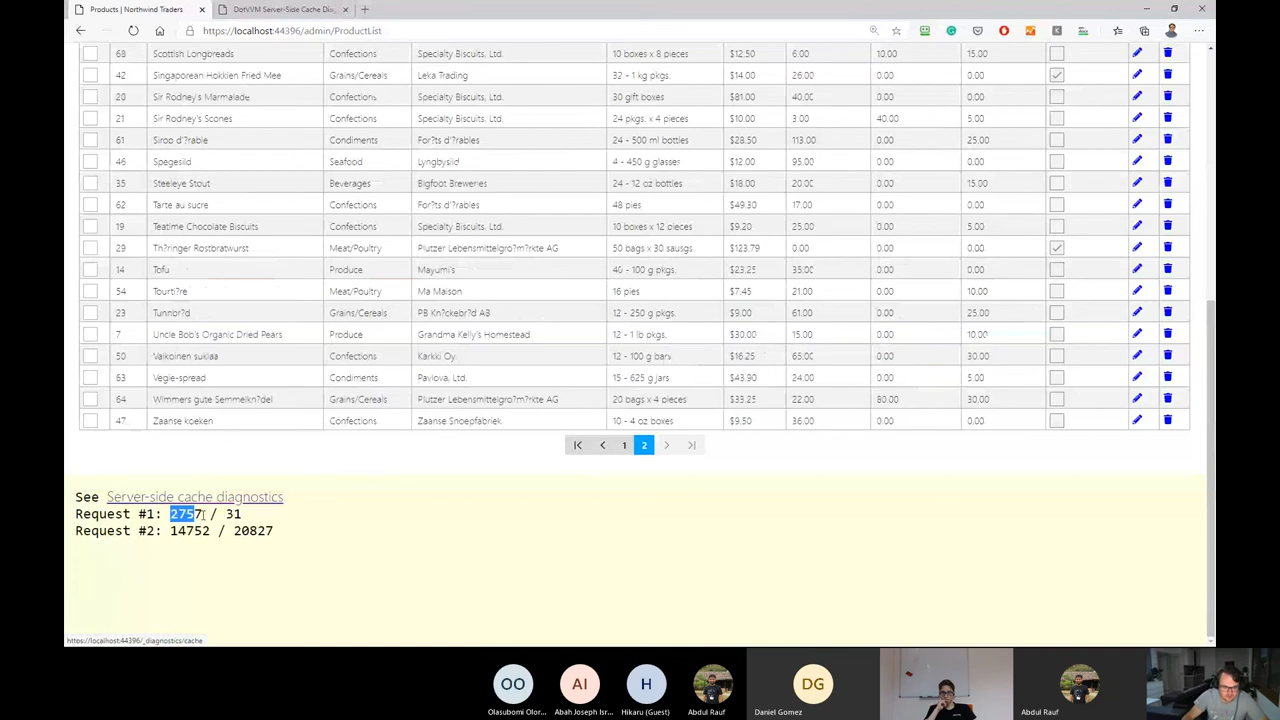 Products | Northwind Traders
DotVVM Server-Side Cache Diag
https://localhost:44396/admin/ProductList
68 Scottish Longbreads Confections Specialty Biscuits, Ltd. 10 boxes x 8 pieces $12.50 6.00 10.00 15.00
42 Singaporean Hokkien Fried Mee Grains/Cereals Leka Trading 32 - 1 kg pkgs. $14.00 26.00 0.00 0.00
20 Sir Rodney's Marmalade Confections Specialty Biscuits, Ltd. 30 gift boxes $81.00 40.00 0.00 0.00
21 Sir Rodney's Scones Confections Specialty Biscuits, Ltd. 24 pkgs. x 4 pieces $10.00 3.00 40.00 5.00
61 Sirop d'?rable Condiments For?ts d'?rables 24 - 500 ml bottles $28.50 113.00 0.00 25.00
46 Spegesild Seafood Lyngbysild 4 - 450 g glasses $12.00 95.00 0.00 0.00
35 Steeleye Stout Beverages Bigfoot Breweries 24 - 12 oz bottles $18.00 20.00 0.00 15.00
62 Tarte au sucre Confections For?ts d'?rables 48 pies $49.30 17.00 0.00 0.00
19 Teatime Chocolate Biscuits Confections Specialty Biscuits, Ltd. 10 boxes x 12 pieces $9.20 25.00 0.00 5.00
29 Th?ringer Rostbratwurst Meat/Poultry Plutzer Lebensmittelgro?m?rkte AG 50 bags x 30 sausgs. $123.79 0.00 0.00 0.00
14 Tofu Produce Mayumi's 40 - 100 g pkgs. $23.25 35.00 0.00 0.00
54 Tourti?re Meat/Poultry Ma Maison 16 pies $7.45 21.00 0.00 10.00
23 Tunnbr?d Grains/Cereals PB Kn?ckebr?d AB 12 - 250 g pkgs. $9.00 61.00 0.00 25.00
7 Uncle Bob's Organic Dried Pears Produce Grandma Kelly's Homestead 12 - 1 lb pkgs. $30.00 15.00 0.00 10.00
50 Valkoinen suklaa Confections Karkki Oy 12 - 100 g bars $16.25 65.00 0.00 30.00
63 Vegie-spread Condiments Pavlova, Ltd. 15 - 625 g jars $43.90 24.00 0.00 5.00
64 Wimmers gute Semmelkn?del Grains/Cereals Plutzer Lebensmittelgro?m?rkte AG 20 bags x 4 pieces $33.25 22.00 80.00 30.00
47 Zaanse koeken Confections Zaanse Snoepfabriek 10 - 4 oz boxes $9.50 36.00 0.00 0.00
1 2
See Server-side cache diagnostics
Request #1: 2757 / 31
Request #2: 14752 / 20827
https://localhost:44396/_diagnostics/cache
OO AI H DG
Olasubomi Olor... Abah Joseph Isr... Hikaru (Guest) Abdul Rauf Daniel Gomez Abdul Rauf